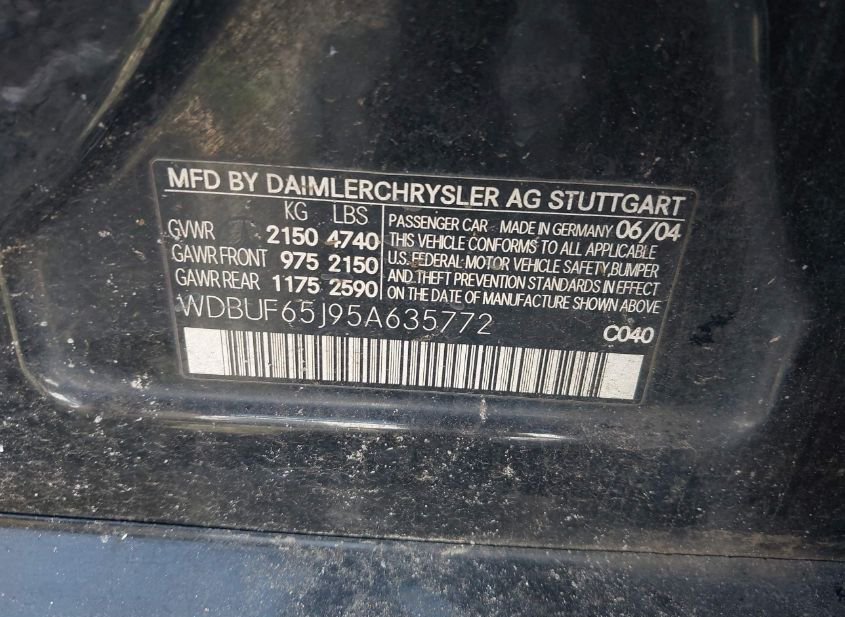 MFD BY DAIMLERCHRYSLER AG STUTTGART
KG LBS
GVWR 2150 4740
GAWR FRONT 975 2150
GAWR REAR 1175 2590
PASSENGER CAR MADE IN GERMANY 06/04
THIS VEHICLE CONFORMS TO ALL APPLICABLE
U.S. FEDERAL MOTOR VEHICLE SAFETY,BUMPER
AND THEFT PREVENTION STANDARDS IN EFFECT
ON THE DATE OF MANUFACTURE SHOWN ABOVE
WDBUF65J95A635772
C040